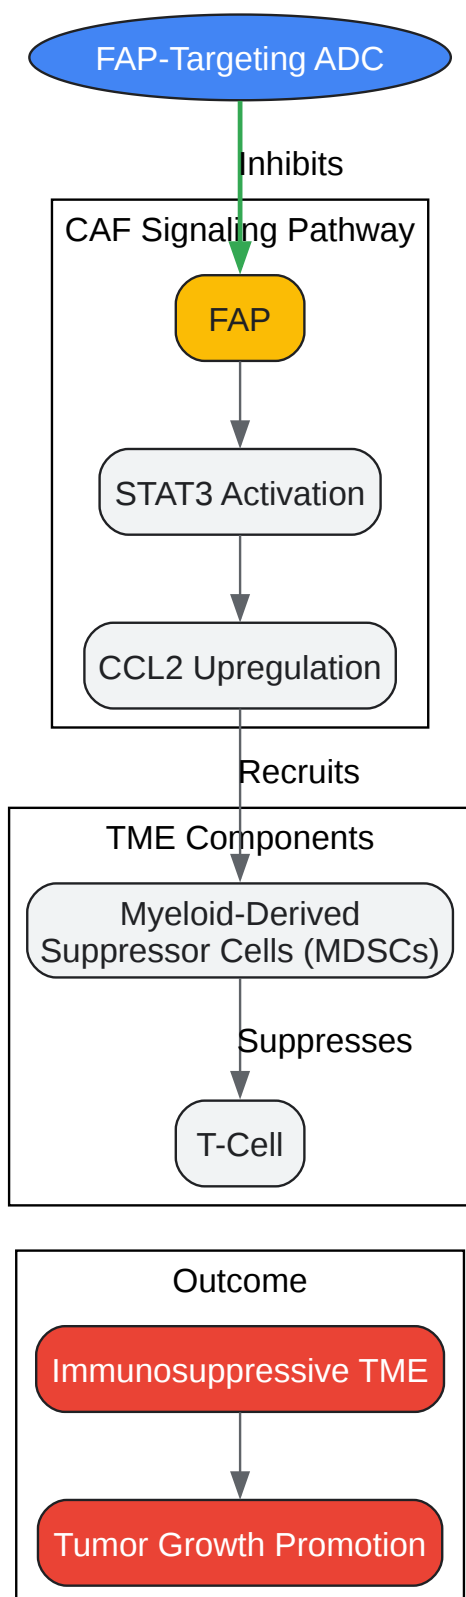 FAP-Targeting ADC
Inhibits
CAF Signaling Pathway
FAP
STAT3 Activation
CCL2 Upregulation
Recruits
TME Components
Myeloid-Derived
Suppressor Cells (MDSCs)
Suppresses
T-Cell
Outcome
Immunosuppressive TME
Tumor Growth Promotion